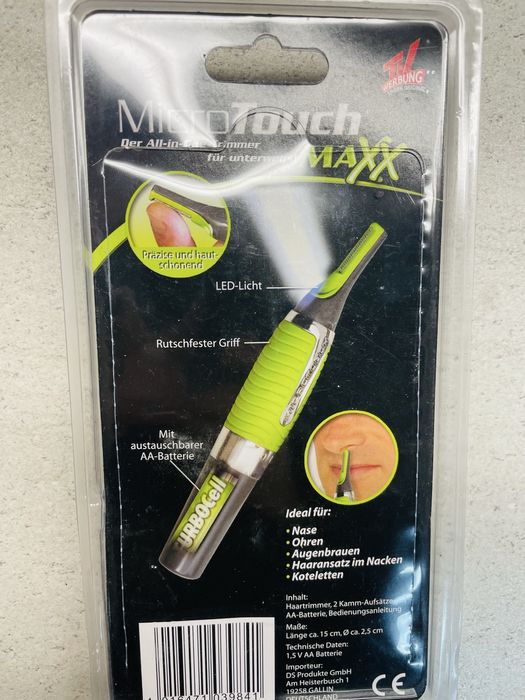 TV
WERBUNG
MicroTouch
Der All-in-One Trimmer
für unterwegs
MAXX
Präzise und haut-
schonend
LED-Licht
Rutschfester Griff
Mit
austauschbarer
AA-Batterie
TURBOCell
Ideal für:
• Nase
• Ohren
• Augenbrauen
• Haaransatz im Nacken
• Koteletten
Inhalt:
Haartrimmer, 2 Kamm-Aufsätze,
AA-Batterie, Bedienungsanleitung
Maße:
Länge ca. 15 cm, Ø ca. 2,5 cm
Technische Daten:
1,5 V AA Batterie
Importeur:
DS Produkte GmbH
Am Heisterbusch 1
19258 GALLIN
DEUTSCHLAND
CE
039841